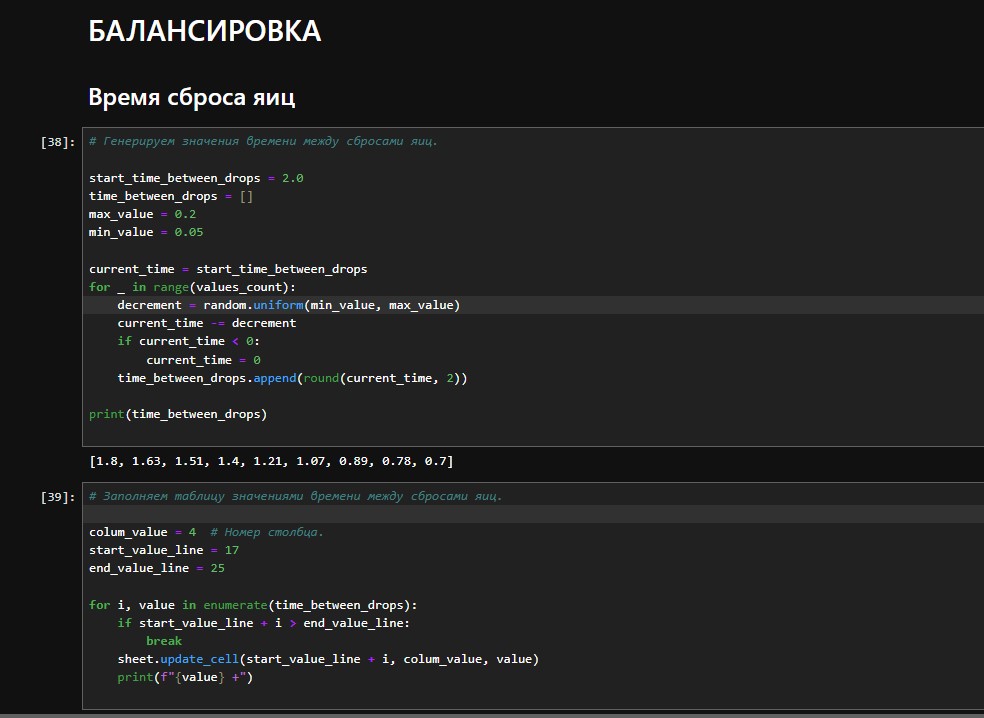 БАЛАНСИРОВКА
Время сброса яиц
[38]:
# Генерируем значения времени между сбросами яиц.
start_time_between_drops = 2.0
time_between_drops = []
max_value = 0.2
min_value = 0.05
current_time = start_time_between_drops
for _ in range(values_count):
    decrement = random.uniform(min_value, max_value)
    current_time -= decrement
    if current_time < 0:
        current_time = 0
    time_between_drops.append(round(current_time, 2))
print(time_between_drops)
[1.8, 1.63, 1.51, 1.4, 1.21, 1.07, 0.89, 0.78, 0.7]
[39]:
# Заполняем таблицу значениями времени между сбросами яиц.
colum_value = 4  # Номер столбца.
start_value_line = 17
end_value_line = 25
for i, value in enumerate(time_between_drops):
    if start_value_line + i > end_value_line:
        break
    sheet.update_cell(start_value_line + i, colum_value, value)
    print(f"{value} +")